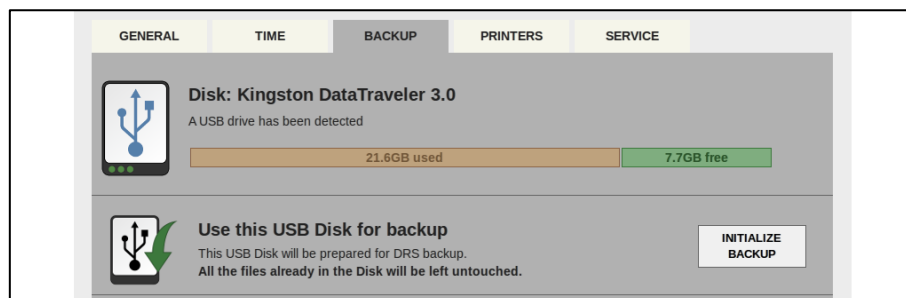 GENERAL TIME BACKUP PRINTERS SERVICE
Disk: Kingston DataTraveler 3.0
A USB drive has been detected
21.6GB used 7.7GB free
Use this USB Disk for backup
This USB Disk will be prepared for DRS backup.
All the files already in the Disk will be left untouched.
INITIALIZE
BACKUP